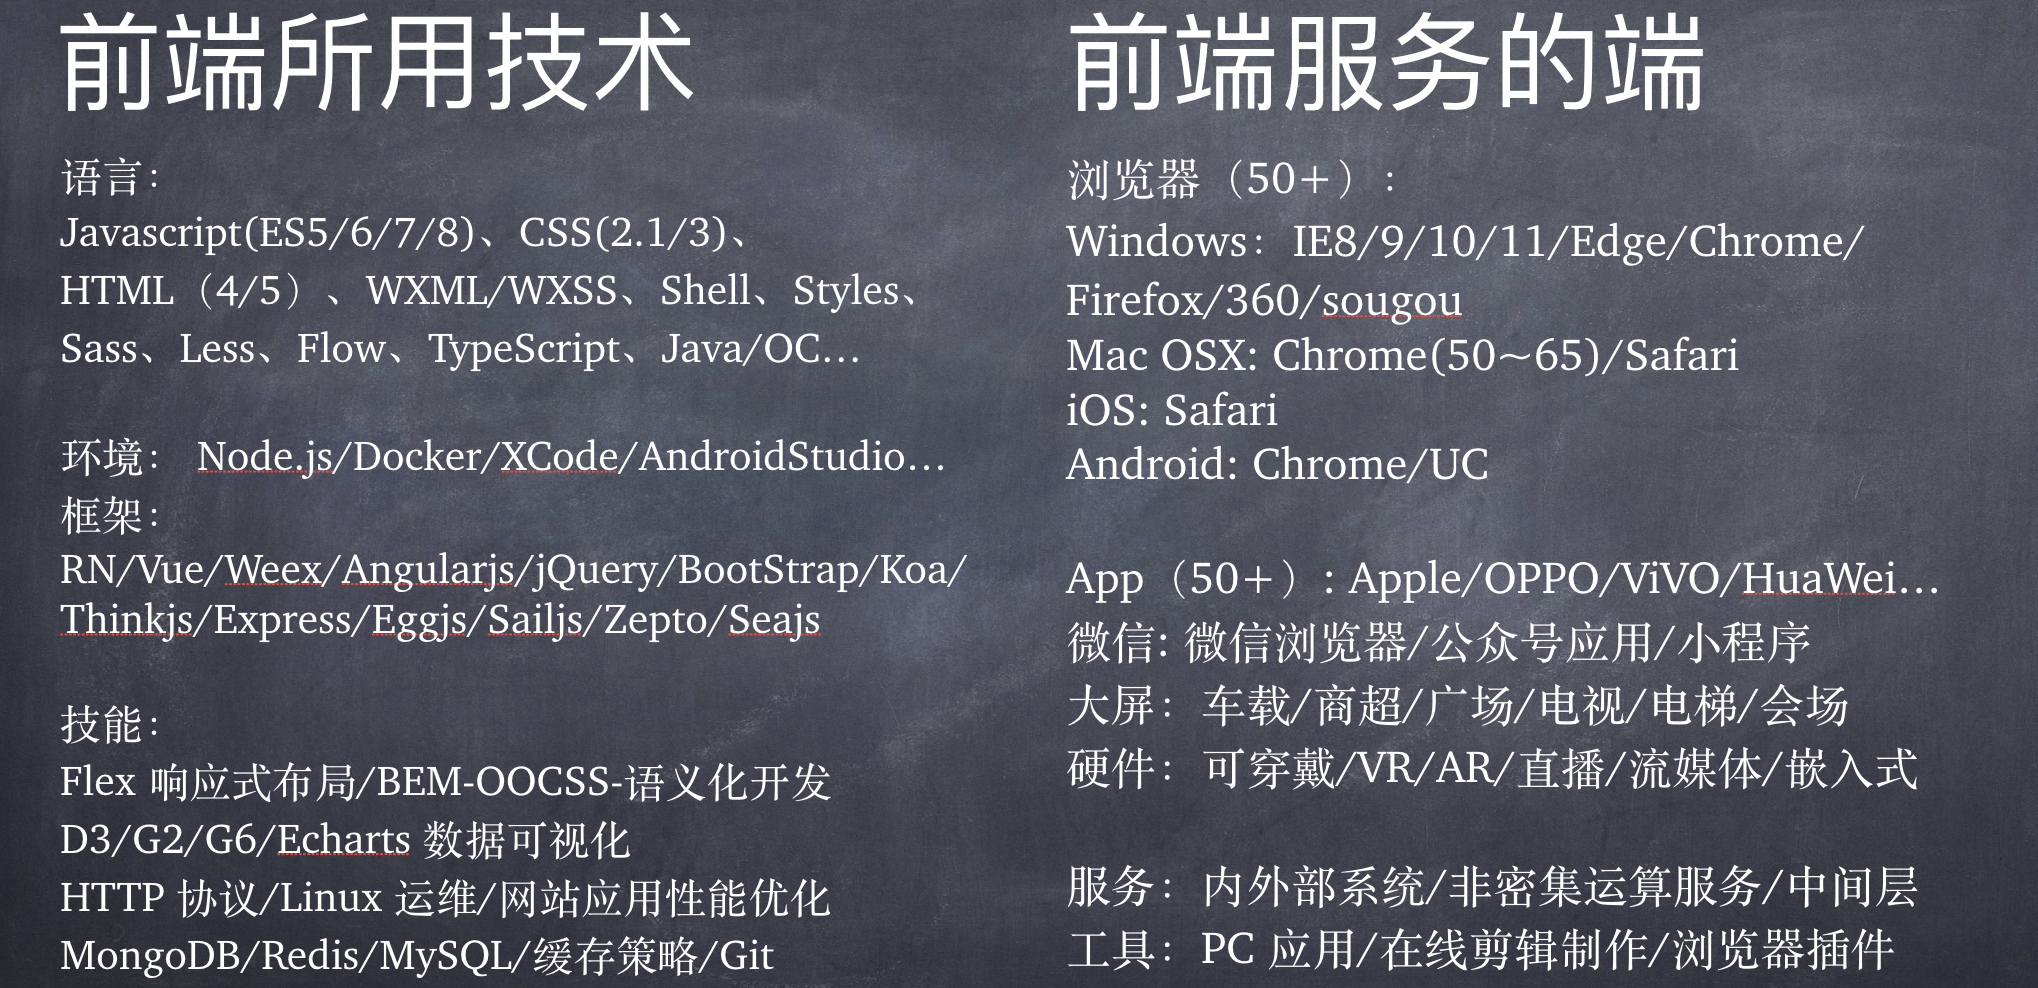 前端所用技术
语言：
Javascript(ES5/6/7/8)、CSS(2.1/3)、
HTML（4/5）、WXML/WXSS、Shell、Styles、
Sass、Less、Flow、TypeScript、Java/OC…
环境： Node.js/Docker/XCode/AndroidStudio…
框架：
RN/Vue/Weex/Angularjs/jQuery/BootStrap/Koa/
Thinkjs/Express/Eggjs/Sailjs/Zepto/Seajs
技能：
Flex 响应式布局/BEM-OOCSS-语义化开发
D3/G2/G6/Echarts 数据可视化
HTTP 协议/Linux 运维/网站应用性能优化
MongoDB/Redis/MySQL/缓存策略/Git
前端服务的端
浏览器（50+）：
Windows：IE8/9/10/11/Edge/Chrome/
Firefox/360/sougou
Mac OSX: Chrome(50~65)/Safari
iOS: Safari
Android: Chrome/UC
App（50+）: Apple/OPPO/ViVO/HuaWei…
微信: 微信浏览器/公众号应用/小程序
大屏：车载/商超/广场/电视/电梯/会场
硬件：可穿戴/VR/AR/直播/流媒体/嵌入式
服务：内外部系统/非密集运算服务/中间层
工具：PC 应用/在线剪辑制作/浏览器插件